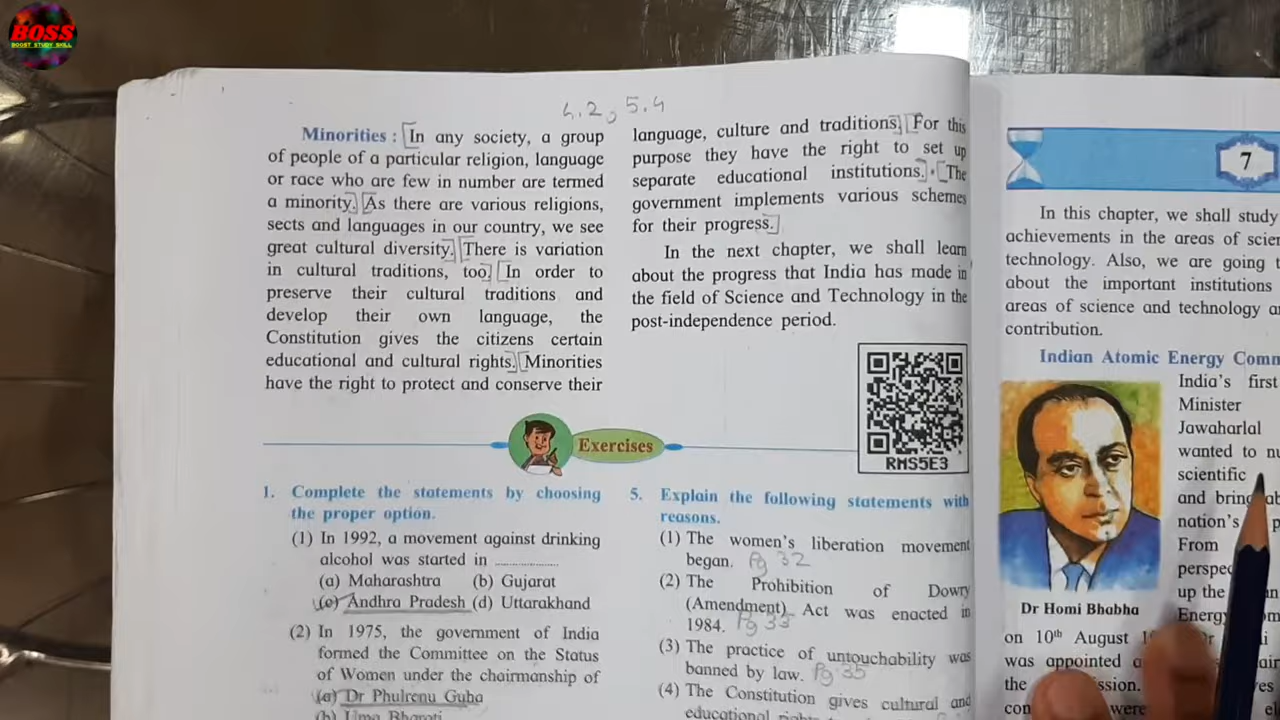 BOSS
BOOST STUDY SKILL
4.2, 5.4
Minorities : In any society, a group
of people of a particular religion, language
or race who are few in number are termed
a minority. As there are various religions,
sects and languages in our country, we see
great cultural diversity. There is variation
in cultural traditions, too. In order to
preserve their cultural traditions and
develop their own language, the
Constitution gives the citizens certain
educational and cultural rights. Minorities
have the right to protect and conserve their
language, culture and traditions. For this
purpose they have the right to set up
separate educational institutions. The
government implements various schemes
for their progress.
In the next chapter, we shall learn
about the progress that India has made in
the field of Science and Technology in the
post-independence period.
RMS5E3
Exercises
1. Complete the statements by choosing
the proper option.
(1) In 1992, a movement against drinking
alcohol was started in ..................
(a) Maharashtra (b) Gujarat
(c) Andhra Pradesh (d) Uttarakhand
(2) In 1975, the government of India
formed the Committee on the Status
of Women under the chairmanship of
(a) Dr Phulrenu Guha
(b) Uma Bharati
5. Explain the following statements with
reasons.
(1) The women's liberation movement
began. Pg 32
(2) The Prohibition of Dowry
(Amendment) Act was enacted in
1984. Pg 33
(3) The practice of untouchability was
banned by law. Pg 35
(4) The Constitution gives cultural and
educational
7
In this chapter, we shall study
achievements in the areas of
technology. Also, we are going
about the important institutions
areas of science and technology
contribution.
Indian Atomic Energy
India's first
Minister
Jawaharlal
wanted to
scientific
and bring
nation's
From
up the
Energy
Dr Homi Bhabha
on 10th August
was appointed
the
were